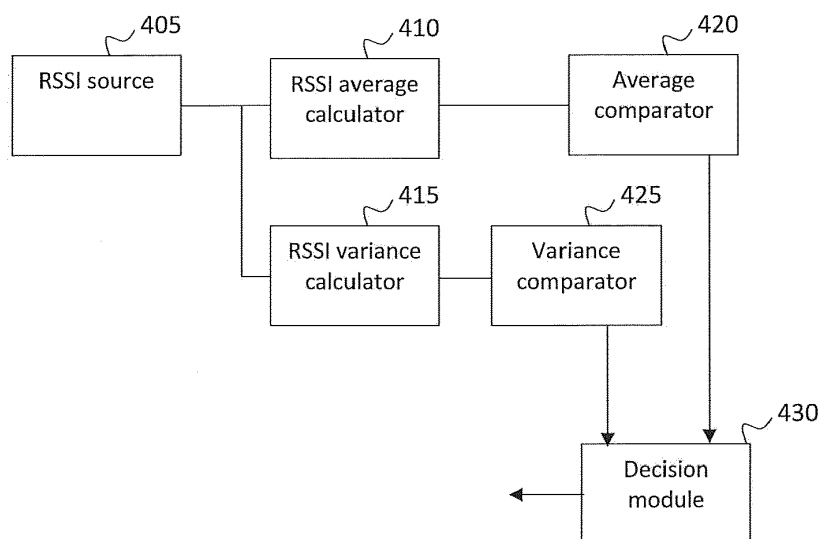 405
410
420
RSSI source
RSSI average
calculator
Average
comparator
415
425
RSSI variance
calculator
Variance
comparator
430
Decision
module